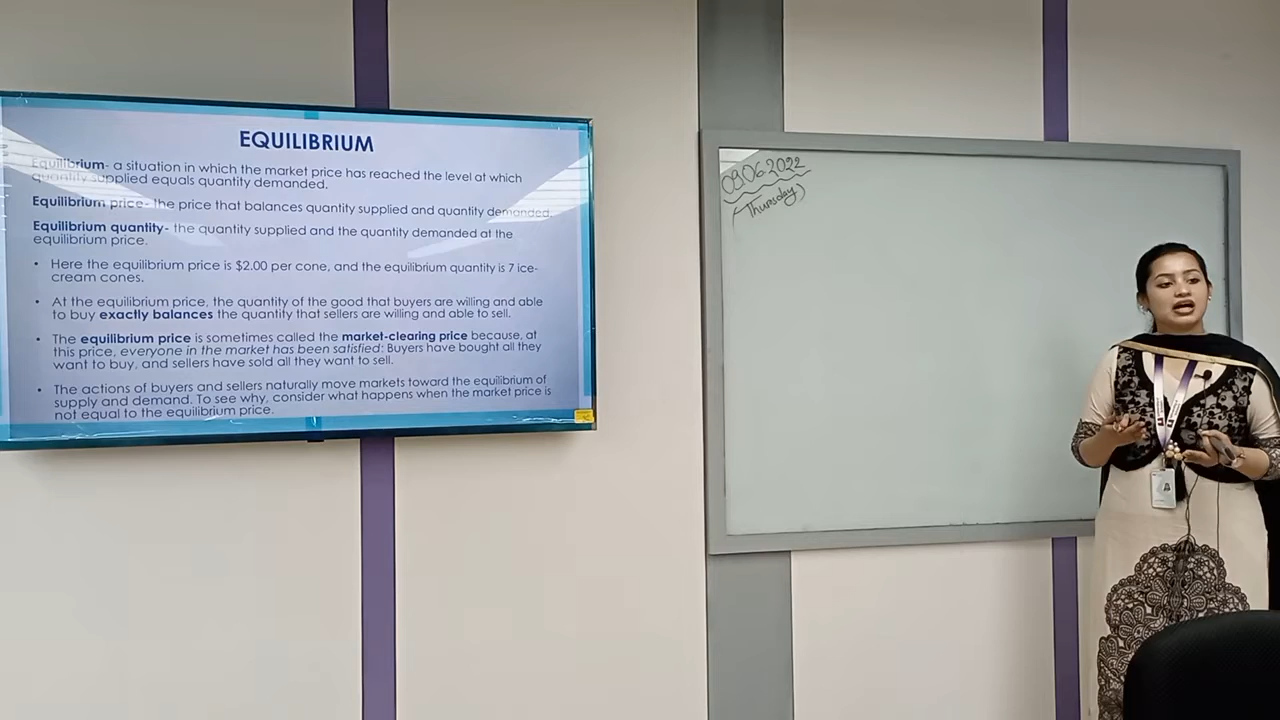 EQUILIBRIUM
Equilibrium- a situation in which the market price has reached the level at which
quantity supplied equals quantity demanded.
Equilibrium price- the price that balances quantity supplied and quantity demanded.
Equilibrium quantity- the quantity supplied and the quantity demanded at the
equilibrium price.
• Here the equilibrium price is $2.00 per cone, and the equilibrium quantity is 7 ice-
cream cones.
• At the equilibrium price, the quantity of the good that buyers are willing and able
to buy exactly balances the quantity that sellers are willing and able to sell.
• The equilibrium price is sometimes called the market-clearing price because, at
this price, everyone in the market has been satisfied: Buyers have bought all they
want to buy, and sellers have sold all they want to sell.
• The actions of buyers and sellers naturally move markets toward the equilibrium of
supply and demand. To see why, consider what happens when the market price is
not equal to the equilibrium price.
09.06.2022
(Thursday)